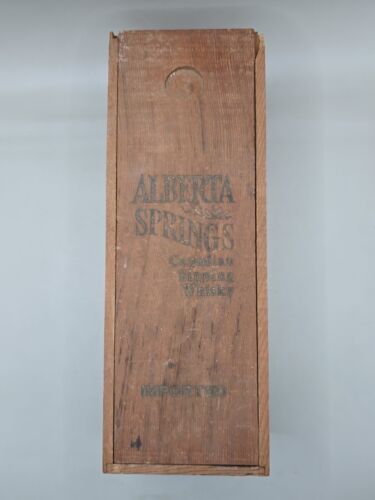 ALBERTA
SPRINGS
Canadian
Sipping
Whisky
IMPORTED